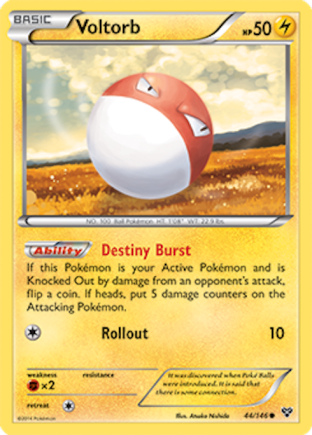 BASIC Voltorb HP50
NO. 100 Ball Pokémon HT: 1'08" WT: 22.9 lbs.
Ability Destiny Burst
If this Pokémon is your Active Pokémon and is
Knocked Out by damage from an opponent's attack,
flip a coin. If heads, put 5 damage counters on the
Attacking Pokémon.
Rollout 10
weakness resistance
×2
It was discovered when Poké Balls
were introduced. It is said that
there is some connection.
retreat
©2014 Pokémon Illus. Atsuko Nishida 44/146
XY